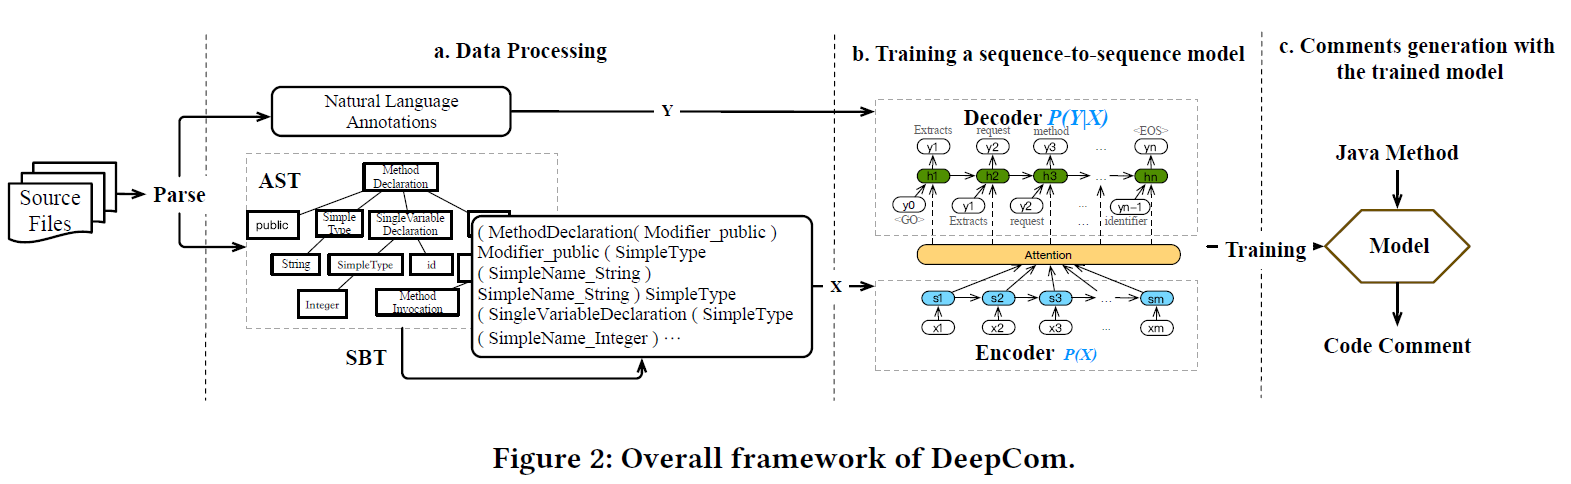 a. Data Processing
b. Training a sequence-to-sequence model
c. Comments generation with
the trained model
Source
Files
Parse
Natural Language
Annotations
Y
AST
Method
Declaration
public
Simple
Type
SingleVariable
Declaration
String
SimpleType
id
Integer
Method
Invocation
SBT
( MethodDeclaration( Modifier_public )
Modifier_public ( SimpleType
( SimpleName_String )
SimpleName_String ) SimpleType
( SingleVariableDeclaration ( SimpleType
( SimpleName_Integer ) ⋯
X
Decoder P(Y|X)
Extracts request method <EOS>
y1 y2 y3 ... yn
h1 h2 h3 ... hn
y0 y1 y2 ... yn-1
<GO> Extracts request ... identifier
Attention
s1 s2 s3 ... sm
x1 x2 x3 ... xm
Encoder P(X)
Training
Java Method
Model
Code Comment
Figure 2: Overall framework of DeepCom.